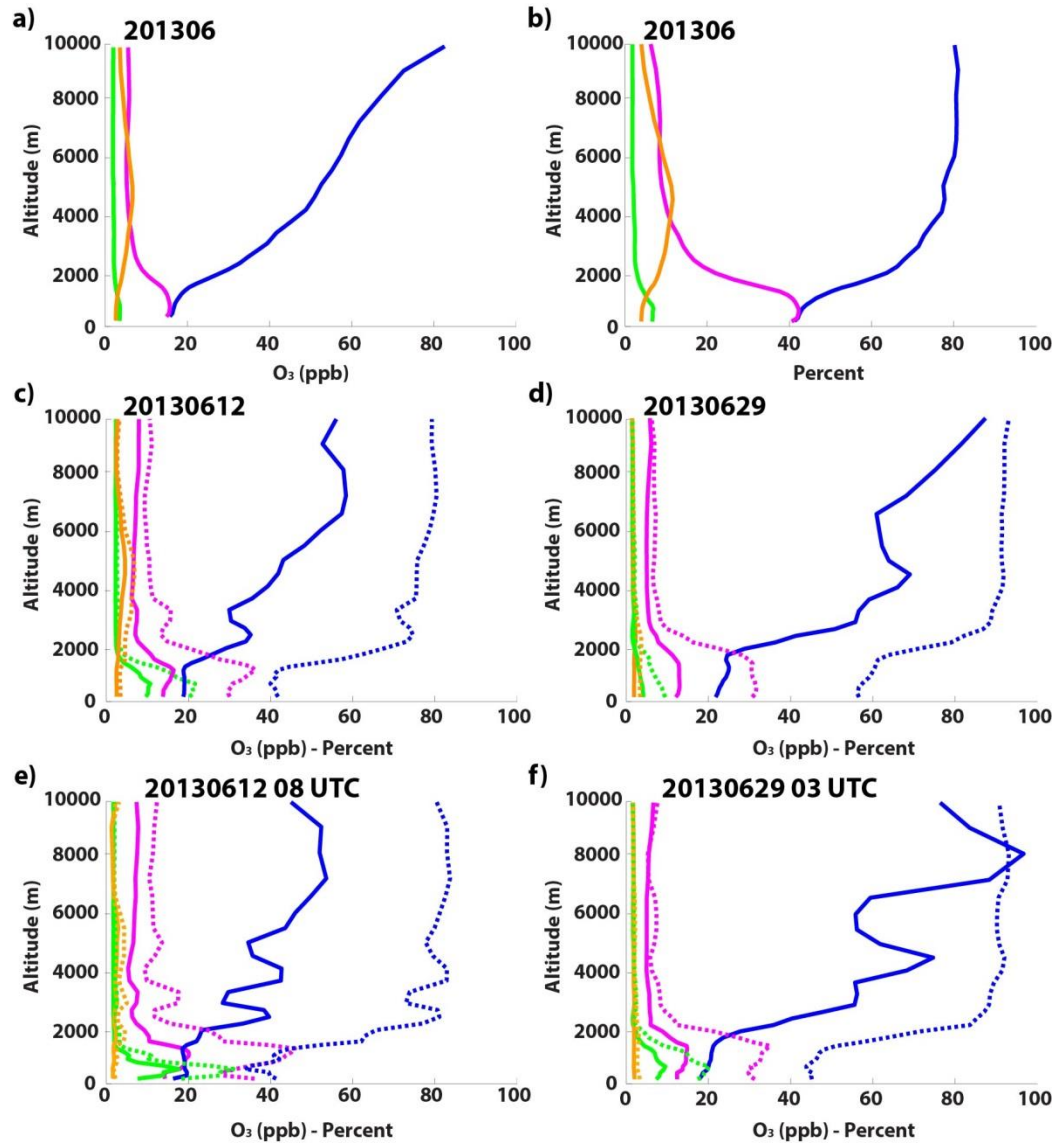 a) 201306
10000
8000
6000
4000
2000
0
Altitude (m)
0 20 40 60 80 100
O₃ (ppb)
b) 201306
10000
8000
6000
4000
2000
0
Altitude (m)
0 20 40 60 80 100
Percent
c) 20130612
10000
8000
6000
4000
2000
0
Altitude (m)
0 20 40 60 80 100
O₃ (ppb) - Percent
d) 20130629
10000
8000
6000
4000
2000
0
Altitude (m)
0 20 40 60 80 100
O₃ (ppb) - Percent
e) 20130612 08 UTC
10000
8000
6000
4000
2000
0
Altitude (m)
0 20 40 60 80 100
O₃ (ppb) - Percent
f) 20130629 03 UTC
10000
8000
6000
4000
2000
0
Altitude (m)
0 20 40 60 80 100
O₃ (ppb) - Percent